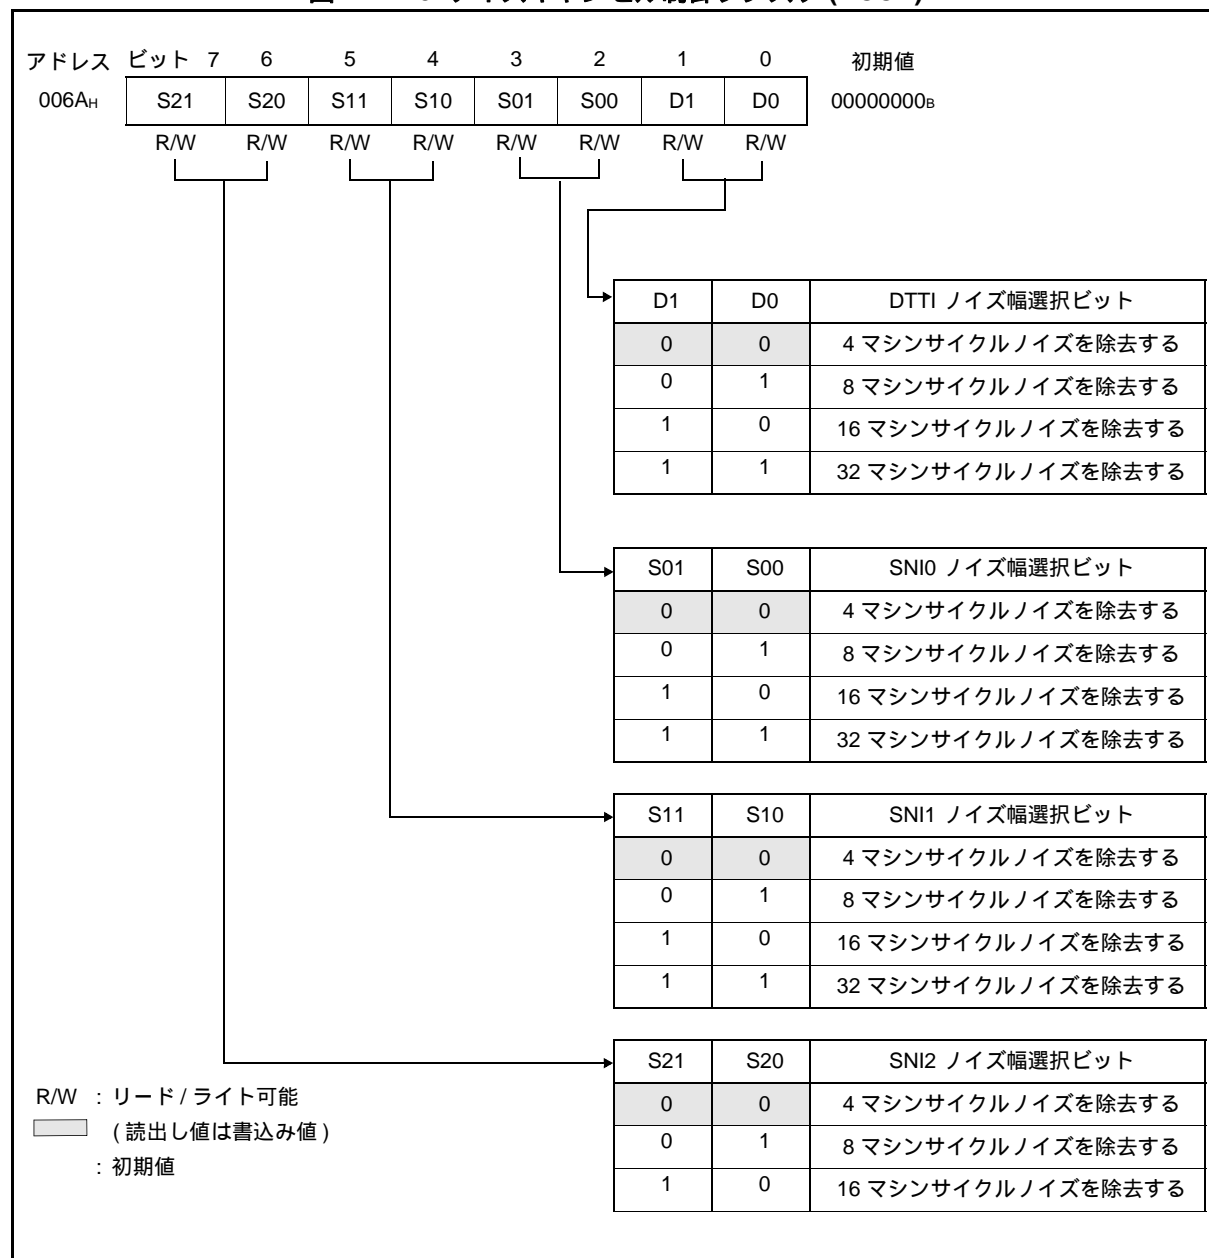 アドレス ビット 7 6 5 4 3 2 1 0 初期値
006AH S21 S20 S11 S10 S01 S00 D1 D0 00000000B
R/W R/W R/W R/W R/W R/W R/W R/W
D1 D0 DTTI ノイズ幅選択ビット
0 0 4 マシンサイクルノイズを除去する
0 1 8 マシンサイクルノイズを除去する
1 0 16 マシンサイクルノイズを除去する
1 1 32 マシンサイクルノイズを除去する
S01 S00 SNI0 ノイズ幅選択ビット
0 0 4 マシンサイクルノイズを除去する
0 1 8 マシンサイクルノイズを除去する
1 0 16 マシンサイクルノイズを除去する
1 1 32 マシンサイクルノイズを除去する
S11 S10 SNI1 ノイズ幅選択ビット
0 0 4 マシンサイクルノイズを除去する
0 1 8 マシンサイクルノイズを除去する
1 0 16 マシンサイクルノイズを除去する
1 1 32 マシンサイクルノイズを除去する
S21 S20 SNI2 ノイズ幅選択ビット
0 0 4 マシンサイクルノイズを除去する
0 1 8 マシンサイクルノイズを除去する
1 0 16 マシンサイクルノイズを除去する
R/W : リード / ライト可能
( 読出し値は書込み値 )
: 初期値